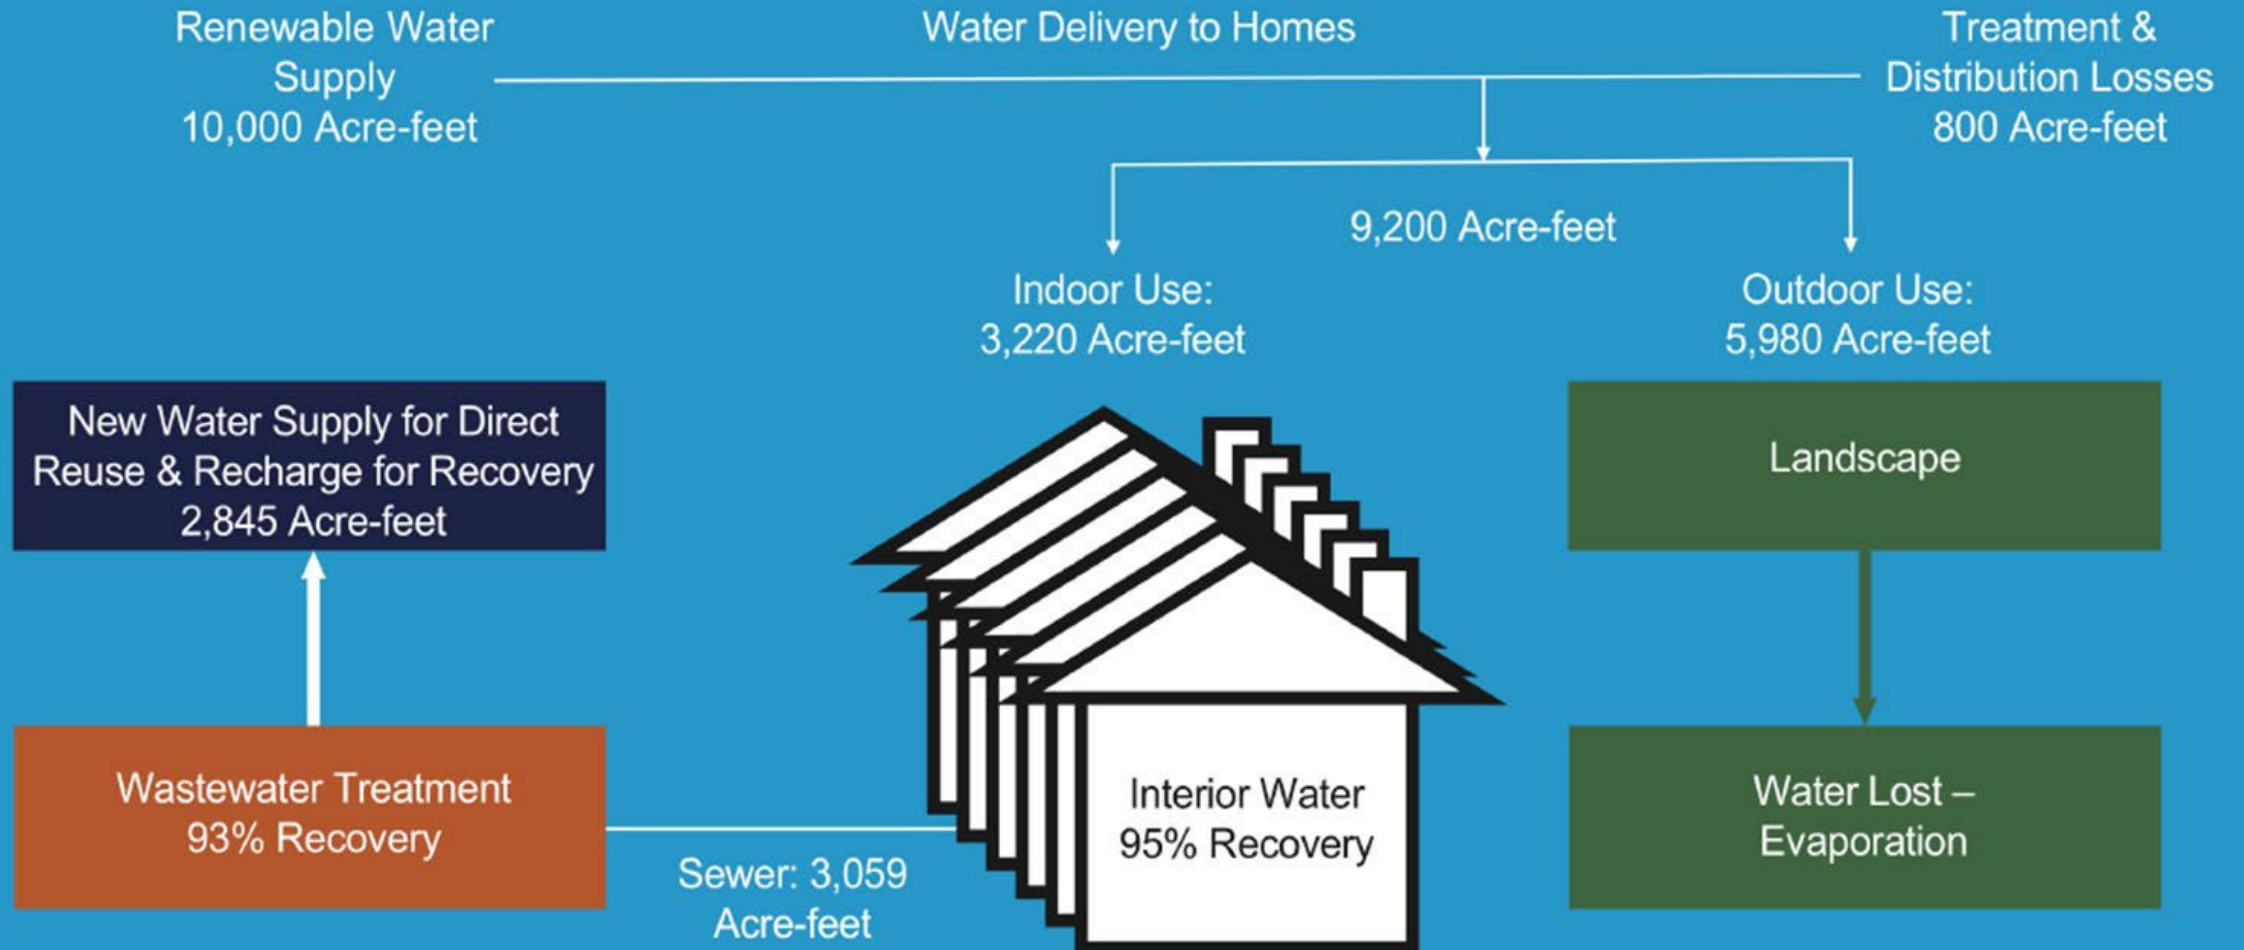 Renewable Water
Supply
10,000 Acre-feet
Water Delivery to Homes
Treatment &
Distribution Losses
800 Acre-feet
9,200 Acre-feet
Indoor Use:
3,220 Acre-feet
Outdoor Use:
5,980 Acre-feet
New Water Supply for Direct
Reuse & Recharge for Recovery
2,845 Acre-feet
Landscape
Wastewater Treatment
93% Recovery
Sewer: 3,059
Acre-feet
Interior Water
95% Recovery
Water Lost –
Evaporation